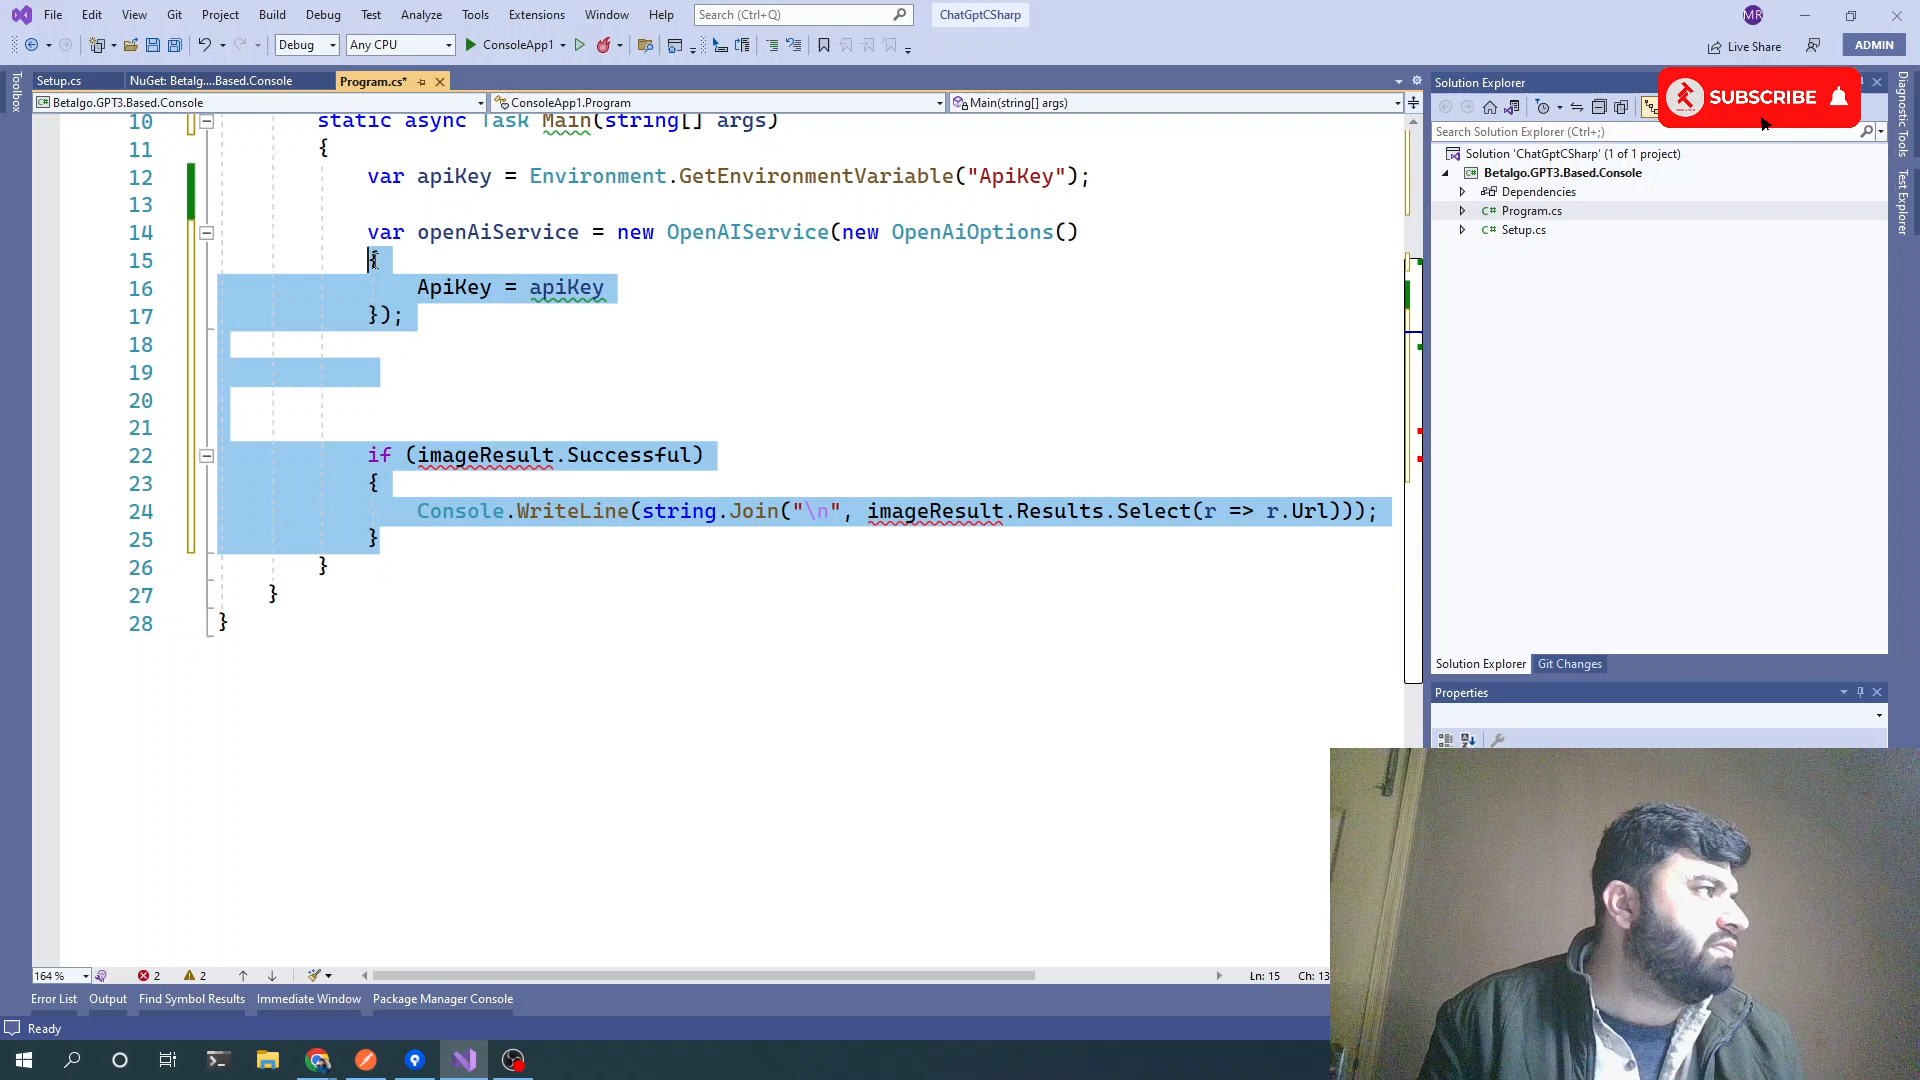 File Edit View Git Project Build Debug Test Analyze Tools Extensions Window Help Search (Ctrl+Q) ChatGptCSharp MR
Debug Any CPU ConsoleApp1 Live Share ADMIN
Setup.cs NuGet: Betalg....Based.Console Program.cs*
Betalgo.GPT3.Based.Console ConsoleApp1.Program Main(string[] args)
10 static async Task Main(string[] args)
11 {
12 var apiKey = Environment.GetEnvironmentVariable("ApiKey");
13
14 var openAiService = new OpenAIService(new OpenAiOptions()
15 {
16 ApiKey = apiKey
17 });
18
19
20
21
22 if (imageResult.Successful)
23 {
24 Console.WriteLine(string.Join("\n", imageResult.Results.Select(r => r.Url)));
25 }
26 }
27 }
28 }
164 % 2 2 Ln: 15 Ch: 13
Error List Output Find Symbol Results Immediate Window Package Manager Console
Ready
Toolbox
Solution Explorer
SUBSCRIBE
Search Solution Explorer (Ctrl+;)
Solution 'ChatGptCSharp' (1 of 1 project)
Betalgo.GPT3.Based.Console
Dependencies
C# Program.cs
C# Setup.cs
Solution Explorer Git Changes
Properties
Diagnostic Tools
Test Explorer